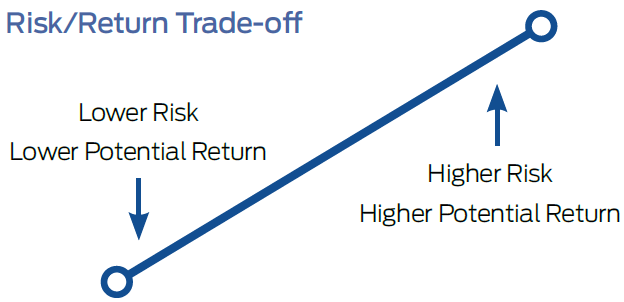 Risk/Return Trade-off
Lower Risk
Lower Potential Return
Higher Risk
Higher Potential Return